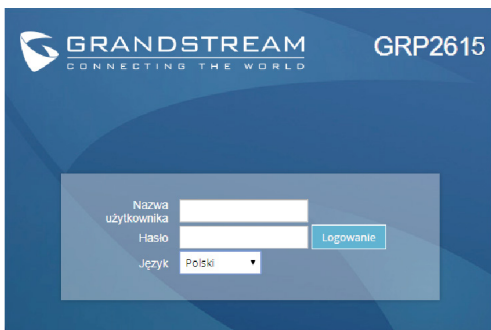 GRANDSTREAM
CONNECTING THE WORLD
GRP2615
Nazwa
użytkownika
Hasło
Logowanie
Język
Polski